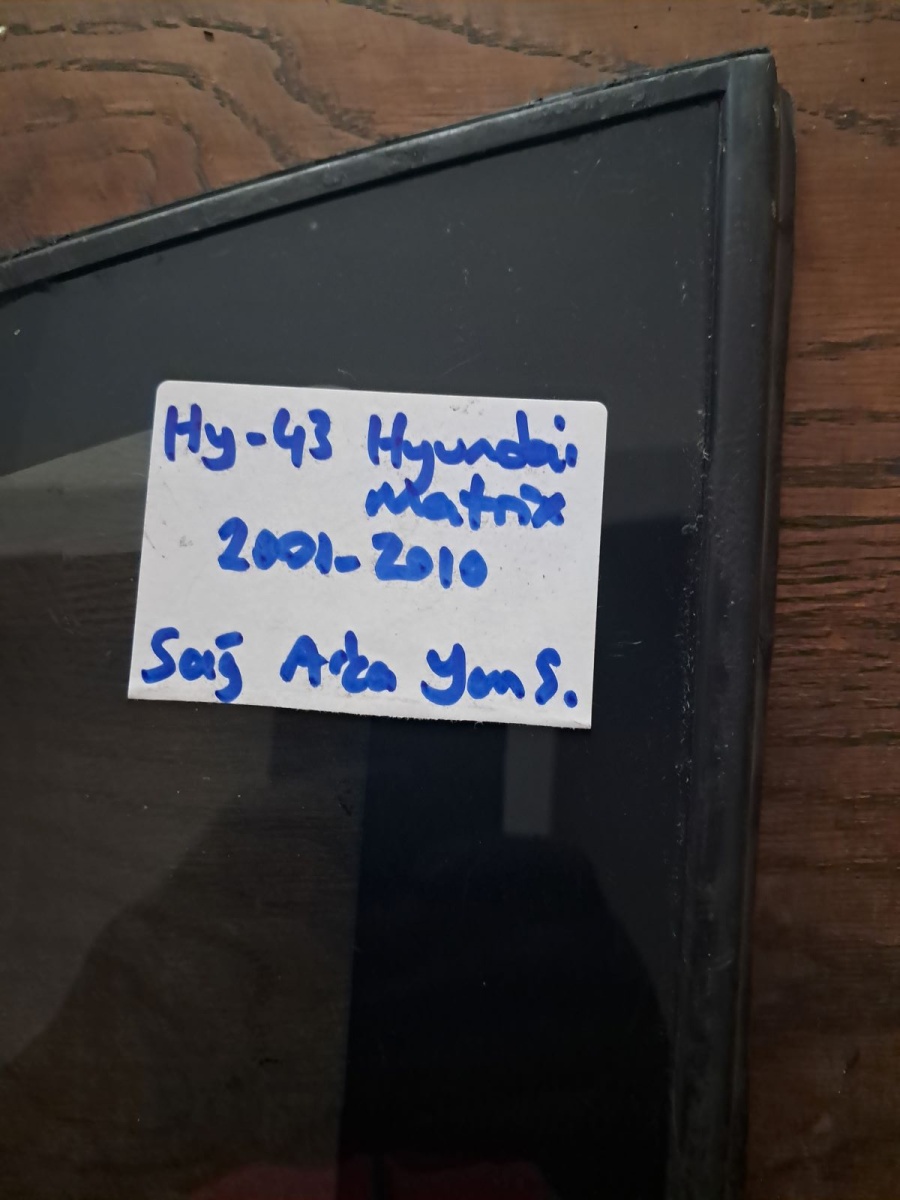 Hy-43 Hyundai
Matrix
2001-2010
Sağ Arka Yan S.